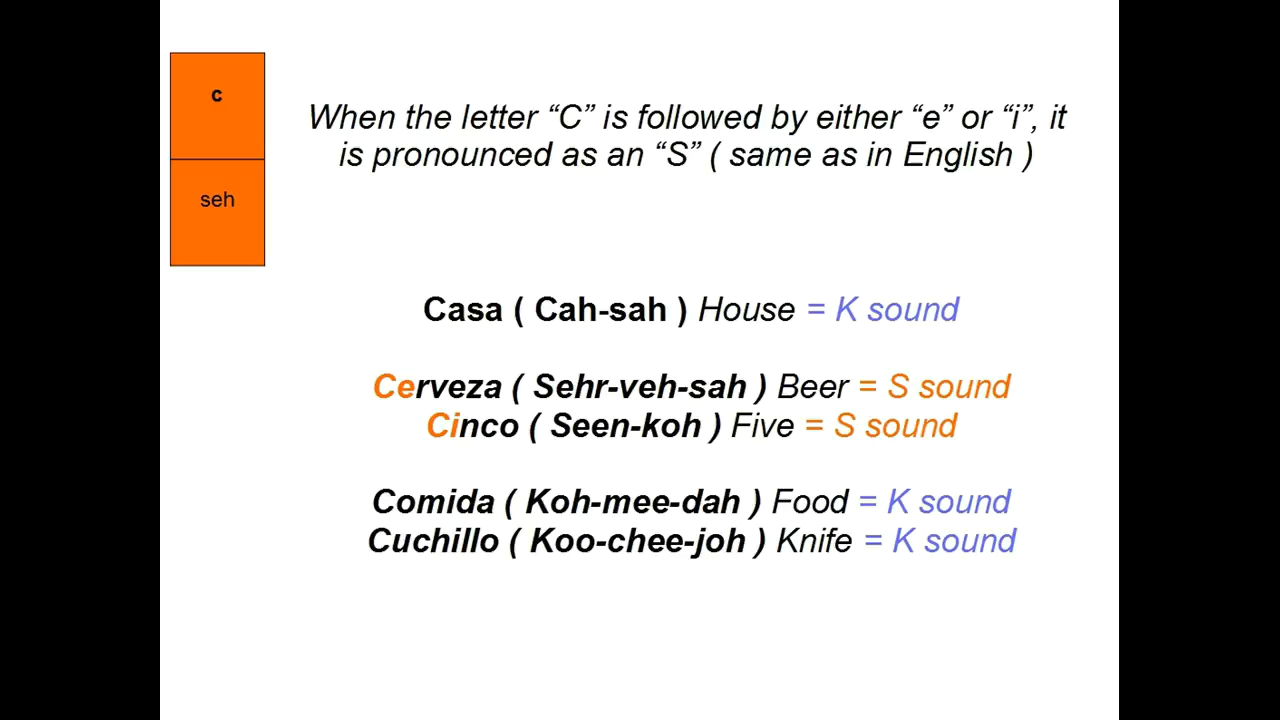 c
seh
When the letter “C” is followed by either “e” or “i”, it
is pronounced as an “S” ( same as in English )
Casa ( Cah-sah ) House = K sound
Cerveza ( Sehr-veh-sah ) Beer = S sound
Cinco ( Seen-koh ) Five = S sound
Comida ( Koh-mee-dah ) Food = K sound
Cuchillo ( Koo-chee-joh ) Knife = K sound